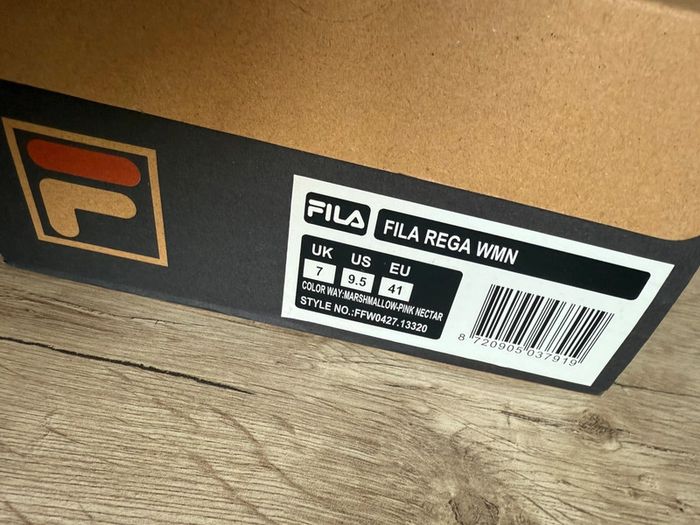 FILA
FILA REGA WMN
UK US EU
7 9.5 41
COLOR WAY:MARSHMALLOW-PINK NECTAR
STYLE NO.:FFW0427.13320
8 720905 037919